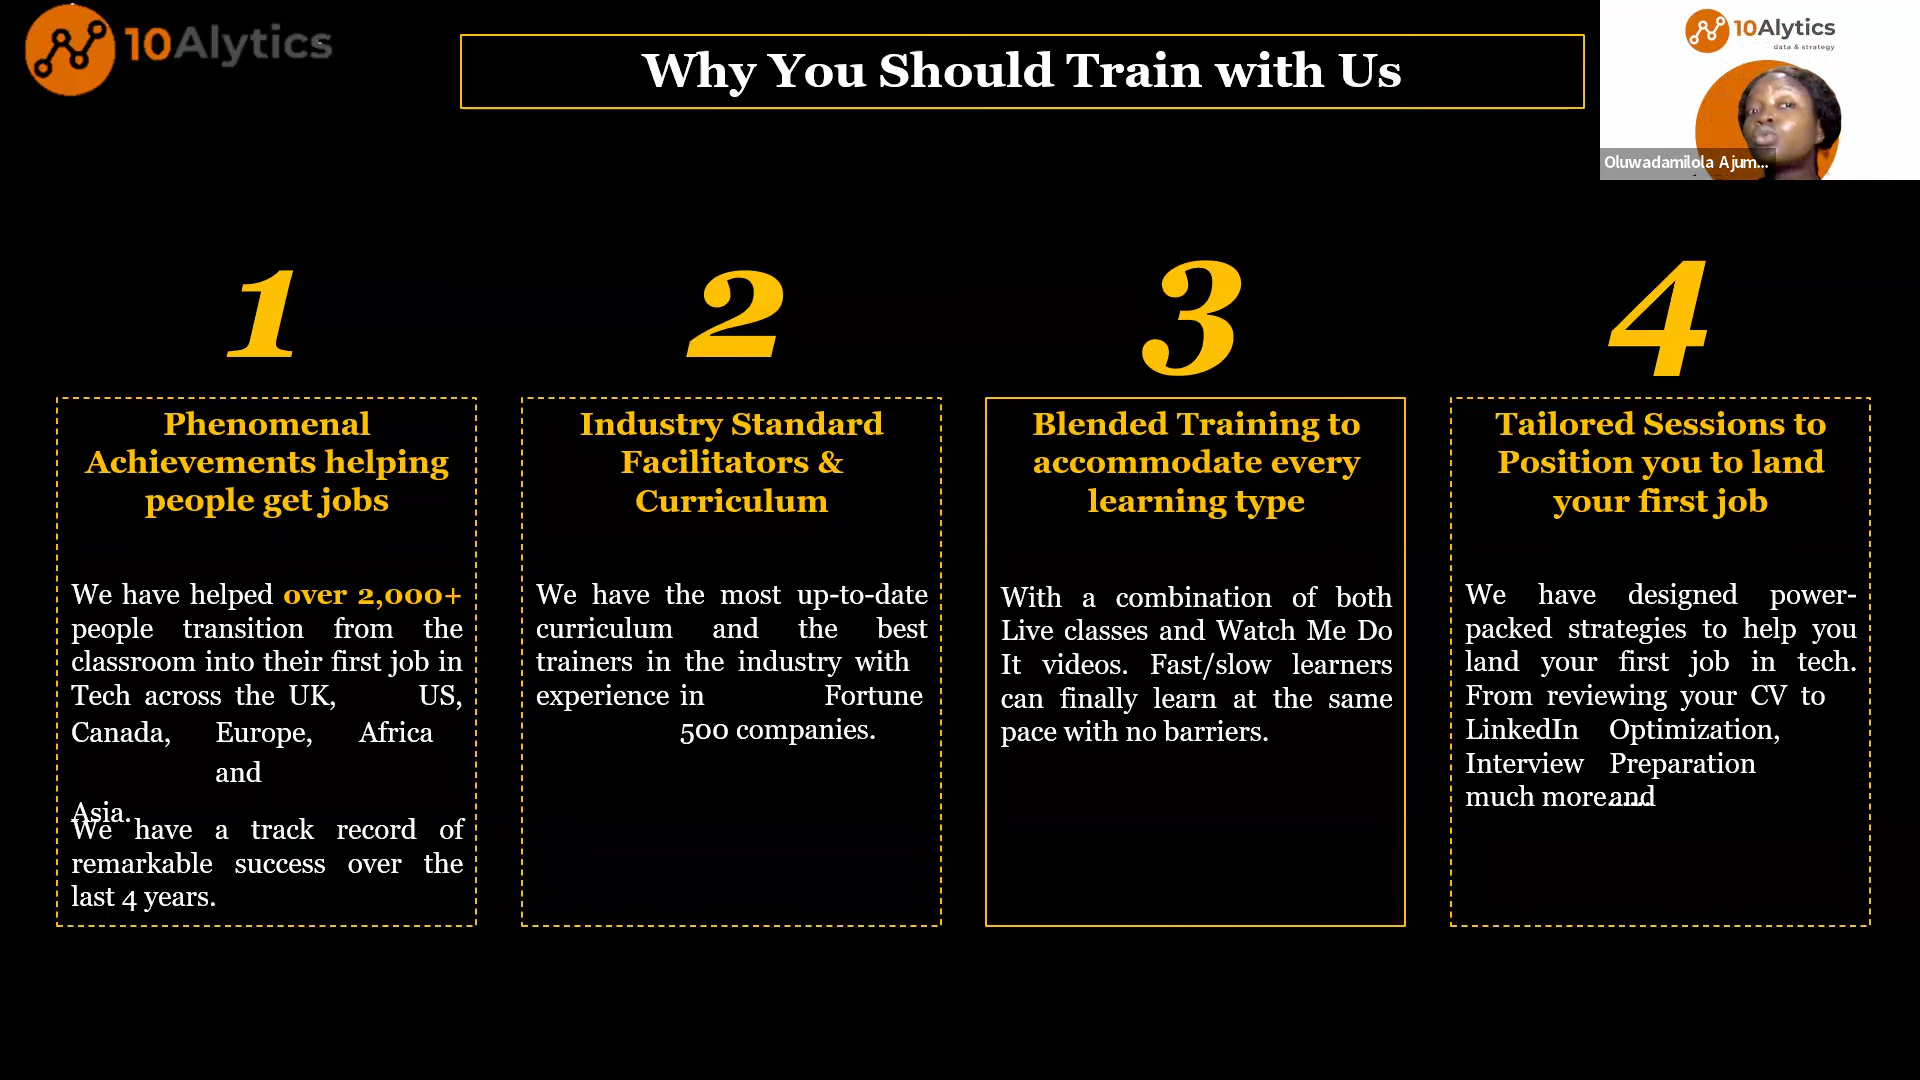 10Alytics
Why You Should Train with Us
10Alytics
data & strategy
Oluwadamilola Ajum...
1
Phenomenal
Achievements helping
people get jobs
We have helped over 2,000+
people transition from the
classroom into their first job in
Tech across the UK, US,
Canada, Europe, Africa
and
Asia.
We have a track record of
remarkable success over the
last 4 years.
2
Industry Standard
Facilitators &
Curriculum
We have the most up-to-date
curriculum and the best
trainers in the industry with
experience in Fortune
500 companies.
3
Blended Training to
accommodate every
learning type
With a combination of both
Live classes and Watch Me Do
It videos. Fast/slow learners
can finally learn at the same
pace with no barriers.
4
Tailored Sessions to
Position you to land
your first job
We have designed power-
packed strategies to help you
land your first job in tech.
From reviewing your CV to
LinkedIn Optimization,
Interview Preparation
much more..... and